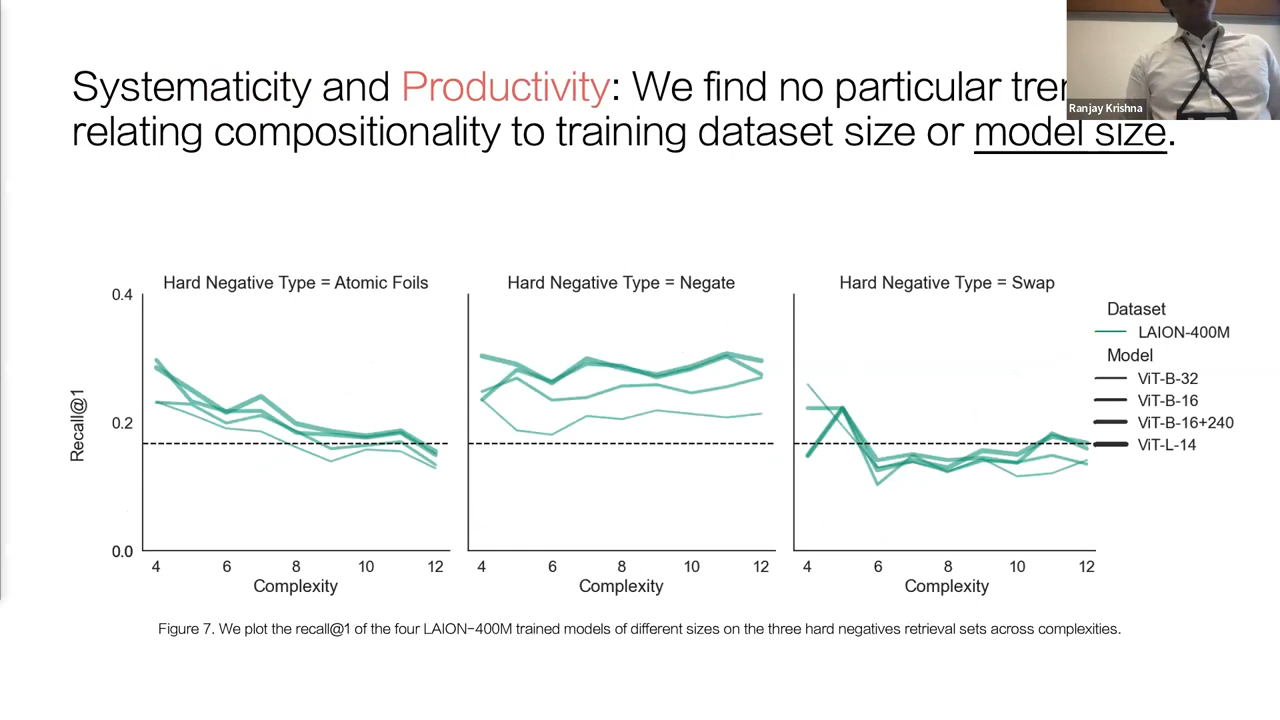 Systematicity and Productivity: We find no particular
relating compositionality to training dataset size or model size.
Ranjay Krishna
Hard Negative Type = Atomic Foils
Hard Negative Type = Negate
Hard Negative Type = Swap
Recall@1
0.4
0.2
0.0
4 6 8 10 12
Complexity
4 6 8 10 12
Complexity
4 6 8 10 12
Complexity
Dataset
LAION-400M
Model
ViT-B-32
ViT-B-16
ViT-B-16+240
ViT-L-14
Figure 7. We plot the recall@1 of the four LAION-400M trained models of different sizes on the three hard negatives retrieval sets across complexities.